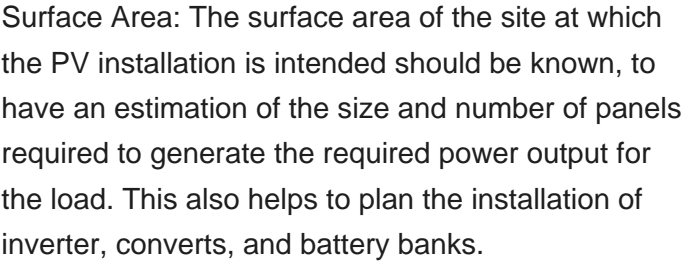 Surface Area: The surface area of the site at which
the PV installation is intended should be known, to
have an estimation of the size and number of panels
required to generate the required power output for
the load. This also helps to plan the installation of
inverter, converts, and battery banks.